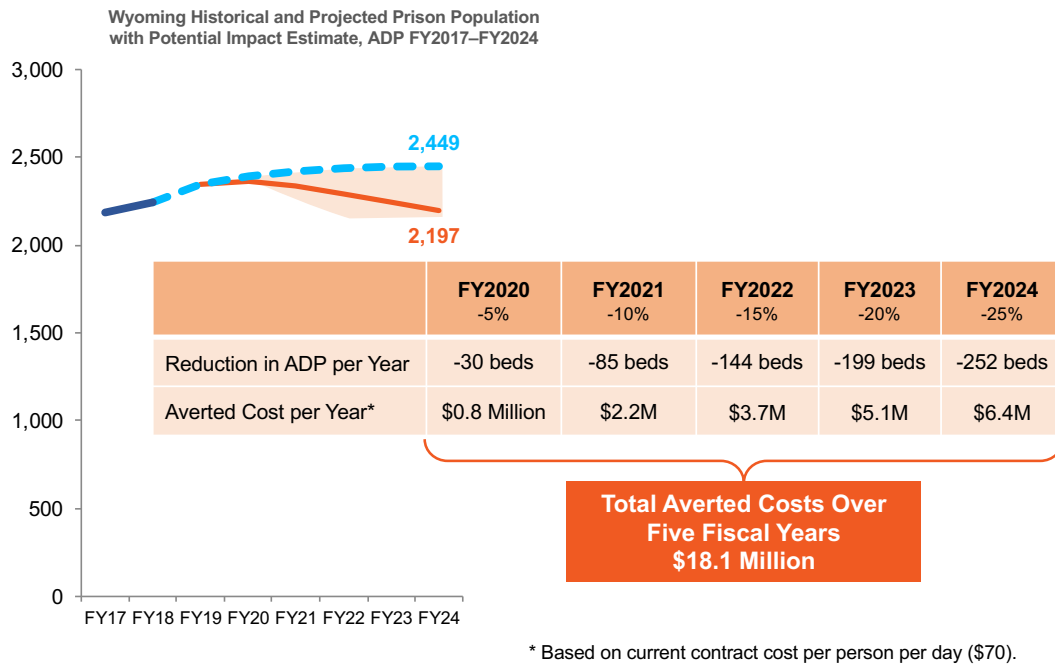 Wyoming Historical and Projected Prison Population
with Potential Impact Estimate, ADP FY2017–FY2024
3,000
2,500
2,000
1,500
1,000
500
0
2,449
2,197
FY17 FY18 FY19 FY20 FY21 FY22 FY23 FY24
FY2020 FY2021 FY2022 FY2023 FY2024
-5% -10% -15% -20% -25%
Reduction in ADP per Year -30 beds -85 beds -144 beds -199 beds -252 beds
Averted Cost per Year* $0.8 Million $2.2M $3.7M $5.1M $6.4M
Total Averted Costs Over
Five Fiscal Years
$18.1 Million
* Based on current contract cost per person per day ($70).